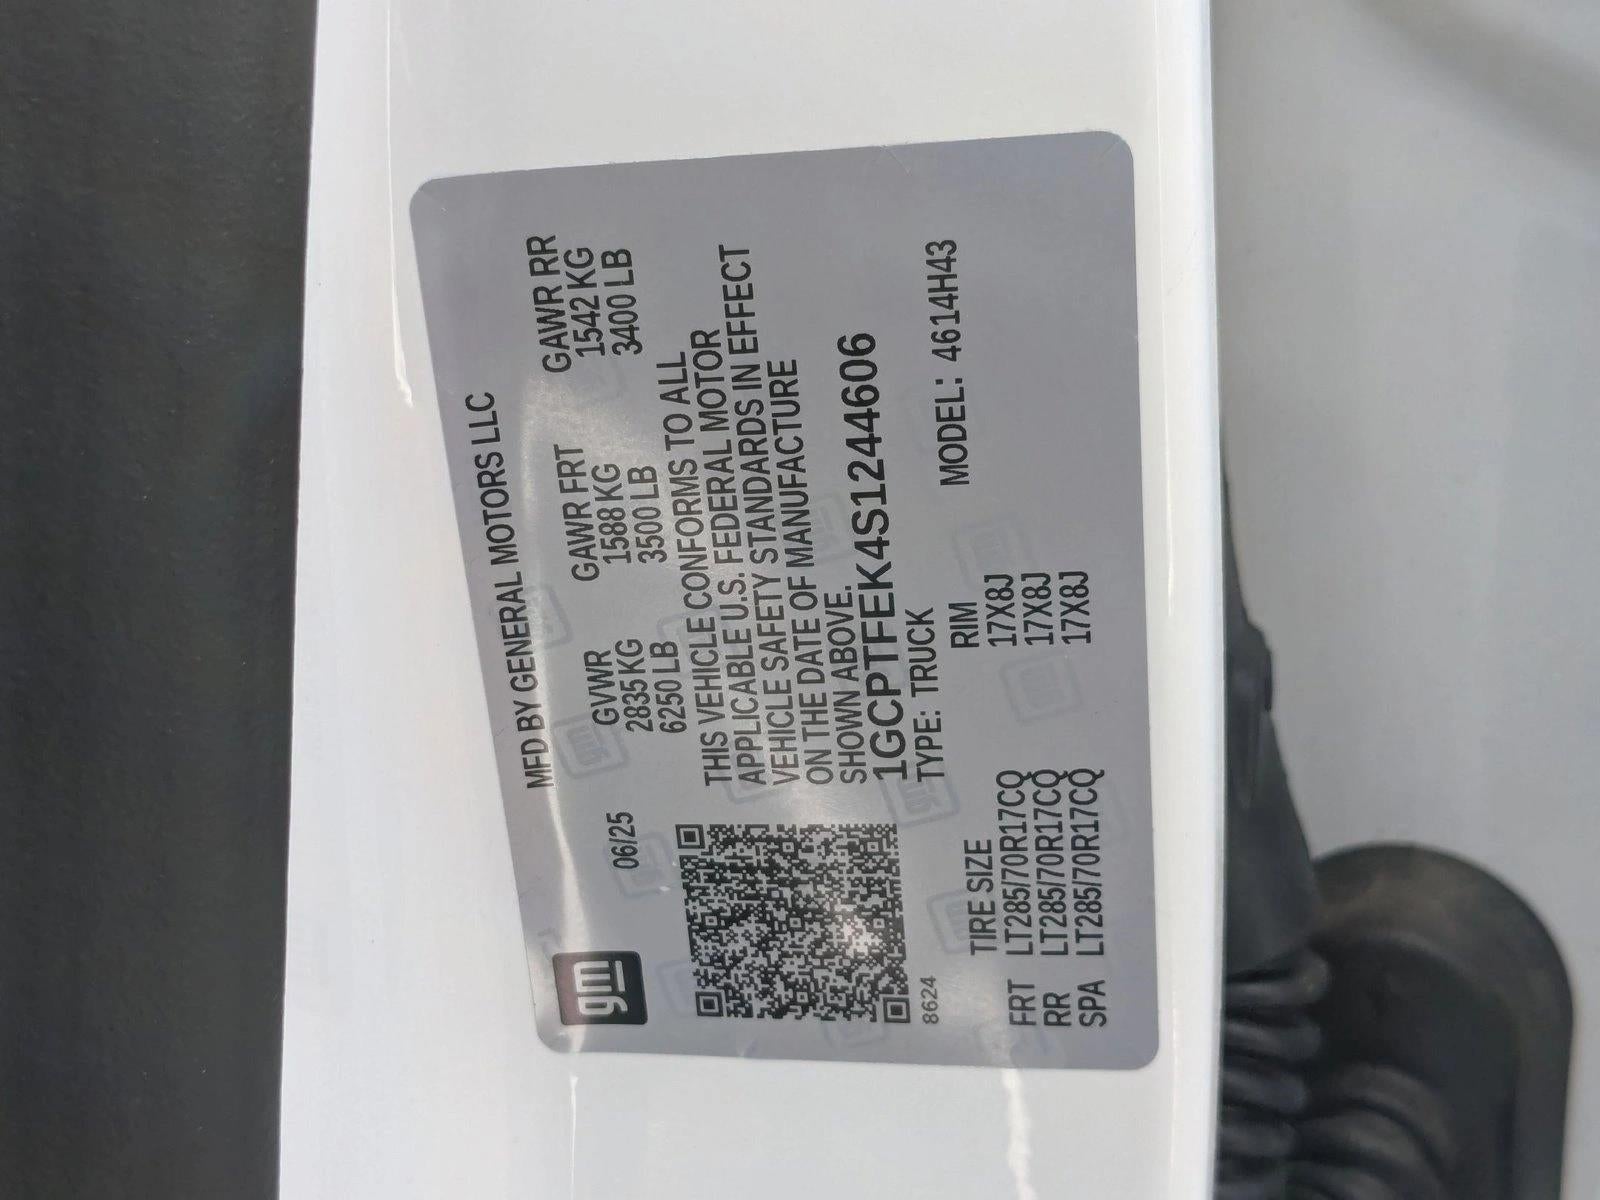 gm
MFD BY GENERAL MOTORS LLC
06/25
GVWR GAWR FRT GAWR RR
2835 KG 1588 KG 1542 KG
6250 LB 3500 LB 3400 LB
THIS VEHICLE CONFORMS TO ALL
APPLICABLE U.S. FEDERAL MOTOR
VEHICLE SAFETY STANDARDS IN EFFECT
ON THE DATE OF MANUFACTURE
SHOWN ABOVE.
1GCPTFEK4S1244606
8624
TYPE: TRUCK MODEL: 4614H43
TIRE SIZE RIM
FRT LT285/70R17CQ 17X8J
RR LT285/70R17CQ 17X8J
SPA LT285/70R17CQ 17X8J